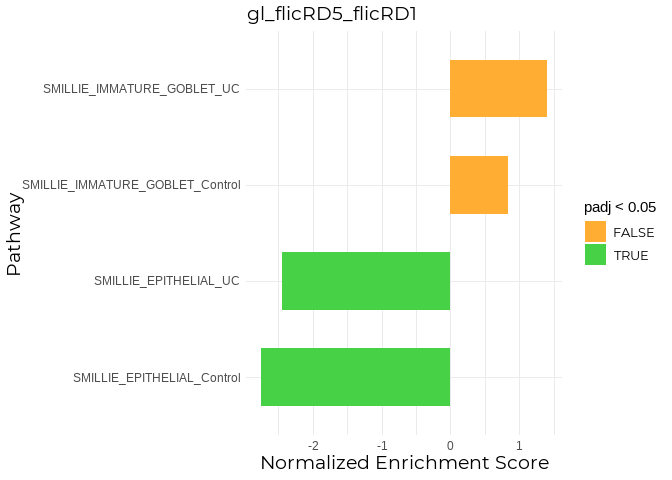 gl_flicRD5_flicRD1
SMILLIE_IMMATURE_GOBLET_UC
SMILLIE_IMMATURE_GOBLET_Control
SMILLIE_EPITHELIAL_UC
SMILLIE_EPITHELIAL_Control
Pathway
-2 -1 0 1
Normalized Enrichment Score
padj < 0.05
FALSE
TRUE